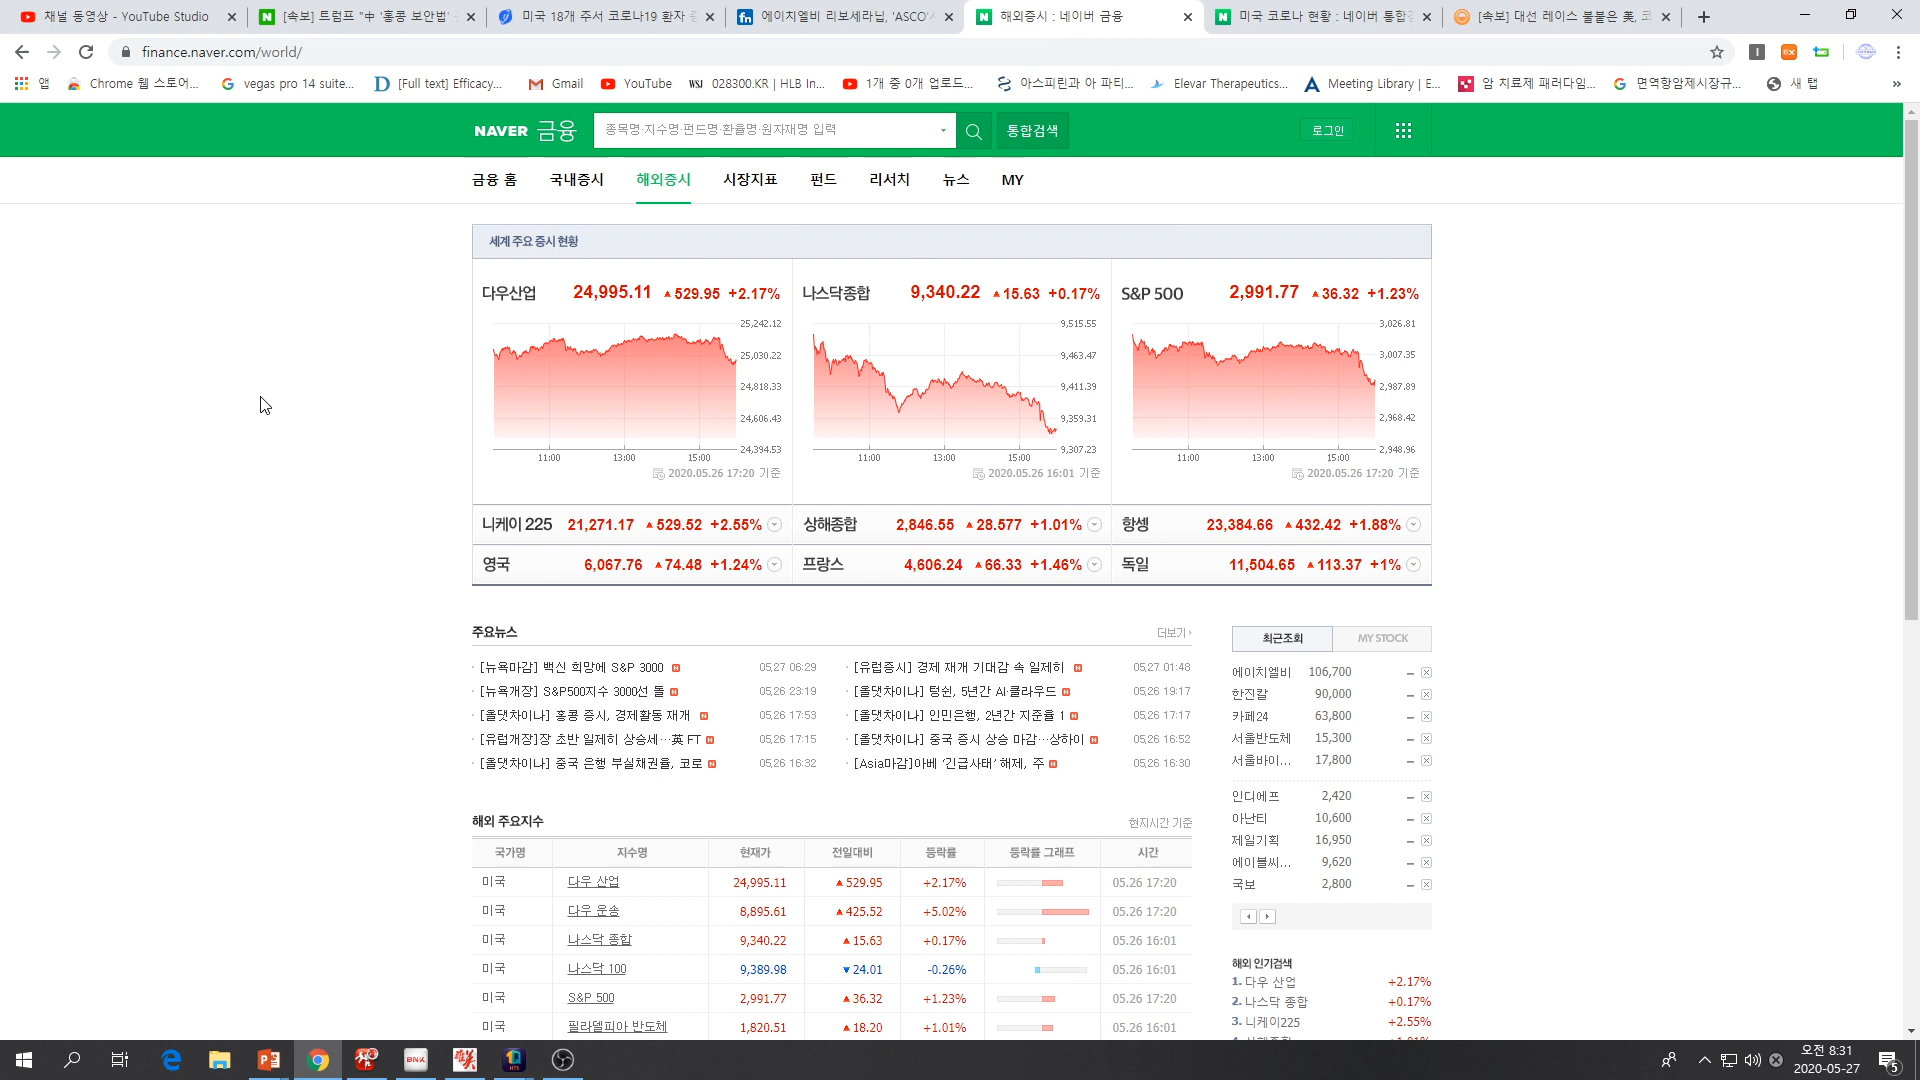 채널 동영상 - YouTube Studio
[속보] 트럼프 "中 '홍콩 보안법'
미국 18개 주서 코로나19 환자 증
에이치엘비 리보세라닙, 'ASCO'
해외증시 : 네이버 금융
미국 코로나 현황 : 네이버 통합검
[속보] 대선 레이스 불붙은 美, 코
finance.naver.com/world/
앱
Chrome 웹 스토어...
vegas pro 14 suite...
[Full text] Efficacy...
Gmail
YouTube
WSJ 028300.KR | HLB In...
1개 중 0개 업로드...
아스피린과 아 파티...
Elevar Therapeutics...
Meeting Library | E...
암 치료제 패러다임...
면역항암제시장규...
새 탭
»
NAVER 금융
종목명·지수명·펀드명·환율명·원자재명 입력
통합검색
로그인
금융 홈 국내증시 해외증시 시장지표 펀드 리서치 뉴스 MY
세계 주요 증시 현황
다우산업 24,995.11 ▲529.95 +2.17%
25,242.12
25,030.22
24,818.33
24,606.43
24,394.53
11:00 13:00 15:00
2020.05.26 17:20 기준
나스닥종합 9,340.22 ▲15.63 +0.17%
9,515.55
9,463.47
9,411.39
9,359.31
9,307.23
11:00 13:00 15:00
2020.05.26 16:01 기준
S&P 500 2,991.77 ▲36.32 +1.23%
3,026.81
3,007.35
2,987.89
2,968.42
2,948.96
11:00 13:00 15:00
2020.05.26 17:20 기준
니케이 225 21,271.17 ▲529.52 +2.55%
상해종합 2,846.55 ▲28.577 +1.01%
항셍 23,384.66 ▲432.42 +1.88%
영국 6,067.76 ▲74.48 +1.24%
프랑스 4,606.24 ▲66.33 +1.46%
독일 11,504.65 ▲113.37 +1%
주요뉴스
더보기
[뉴욕마감] 백신 희망에 S&P 3000 N 05.27 06:29
[뉴욕개장] S&P500지수 3000선 돌 N 05.26 23:19
[올댓차이나] 홍콩 증시, 경제활동 재개 N 05.26 17:53
[유럽개장]장 초반 일제히 상승세…英 FT N 05.26 17:15
[올댓차이나] 중국 은행 부실채권율, 코로 N 05.26 16:32
[유럽증시] 경제 재개 기대감 속 일제히 N 05.27 01:48
[올댓차이나] 텅쉰, 5년간 AI·클라우드 N 05.26 19:17
[올댓차이나] 인민은행, 2년간 지준율 1 N 05.26 17:17
[올댓차이나] 중국 증시 상승 마감…상하이 N 05.26 16:52
[Asia마감]아베 '긴급사태' 해제, 주 N 05.26 16:30
해외 주요지수
현지시간 기준
국가명 지수명 현재가 전일대비 등락률 등락률 그래프 시간
미국 다우 산업 24,995.11 ▲529.95 +2.17% 05.26 17:20
미국 다우 운송 8,895.61 ▲425.52 +5.02% 05.26 17:20
미국 나스닥 종합 9,340.22 ▲15.63 +0.17% 05.26 16:01
미국 나스닥 100 9,389.98 ▼24.01 -0.26% 05.26 16:01
미국 S&P 500 2,991.77 ▲36.32 +1.23% 05.26 17:20
미국 필라델피아 반도체 1,820.51 ▲18.20 +1.01% 05.26 16:01
최근조회 MY STOCK
에이치엘비 106,700
한진칼 90,000
카페24 63,800
서울반도체 15,300
서울바이... 17,800
인디에프 2,420
아난티 10,600
제일기획 16,950
에이블씨... 9,620
국보 2,800
해외 인기검색
1. 다우 산업 +2.17%
2. 나스닥 종합 +0.17%
3. 니케이225 +2.55%
BNK
HTS
오전 8:31
2020-05-27
5